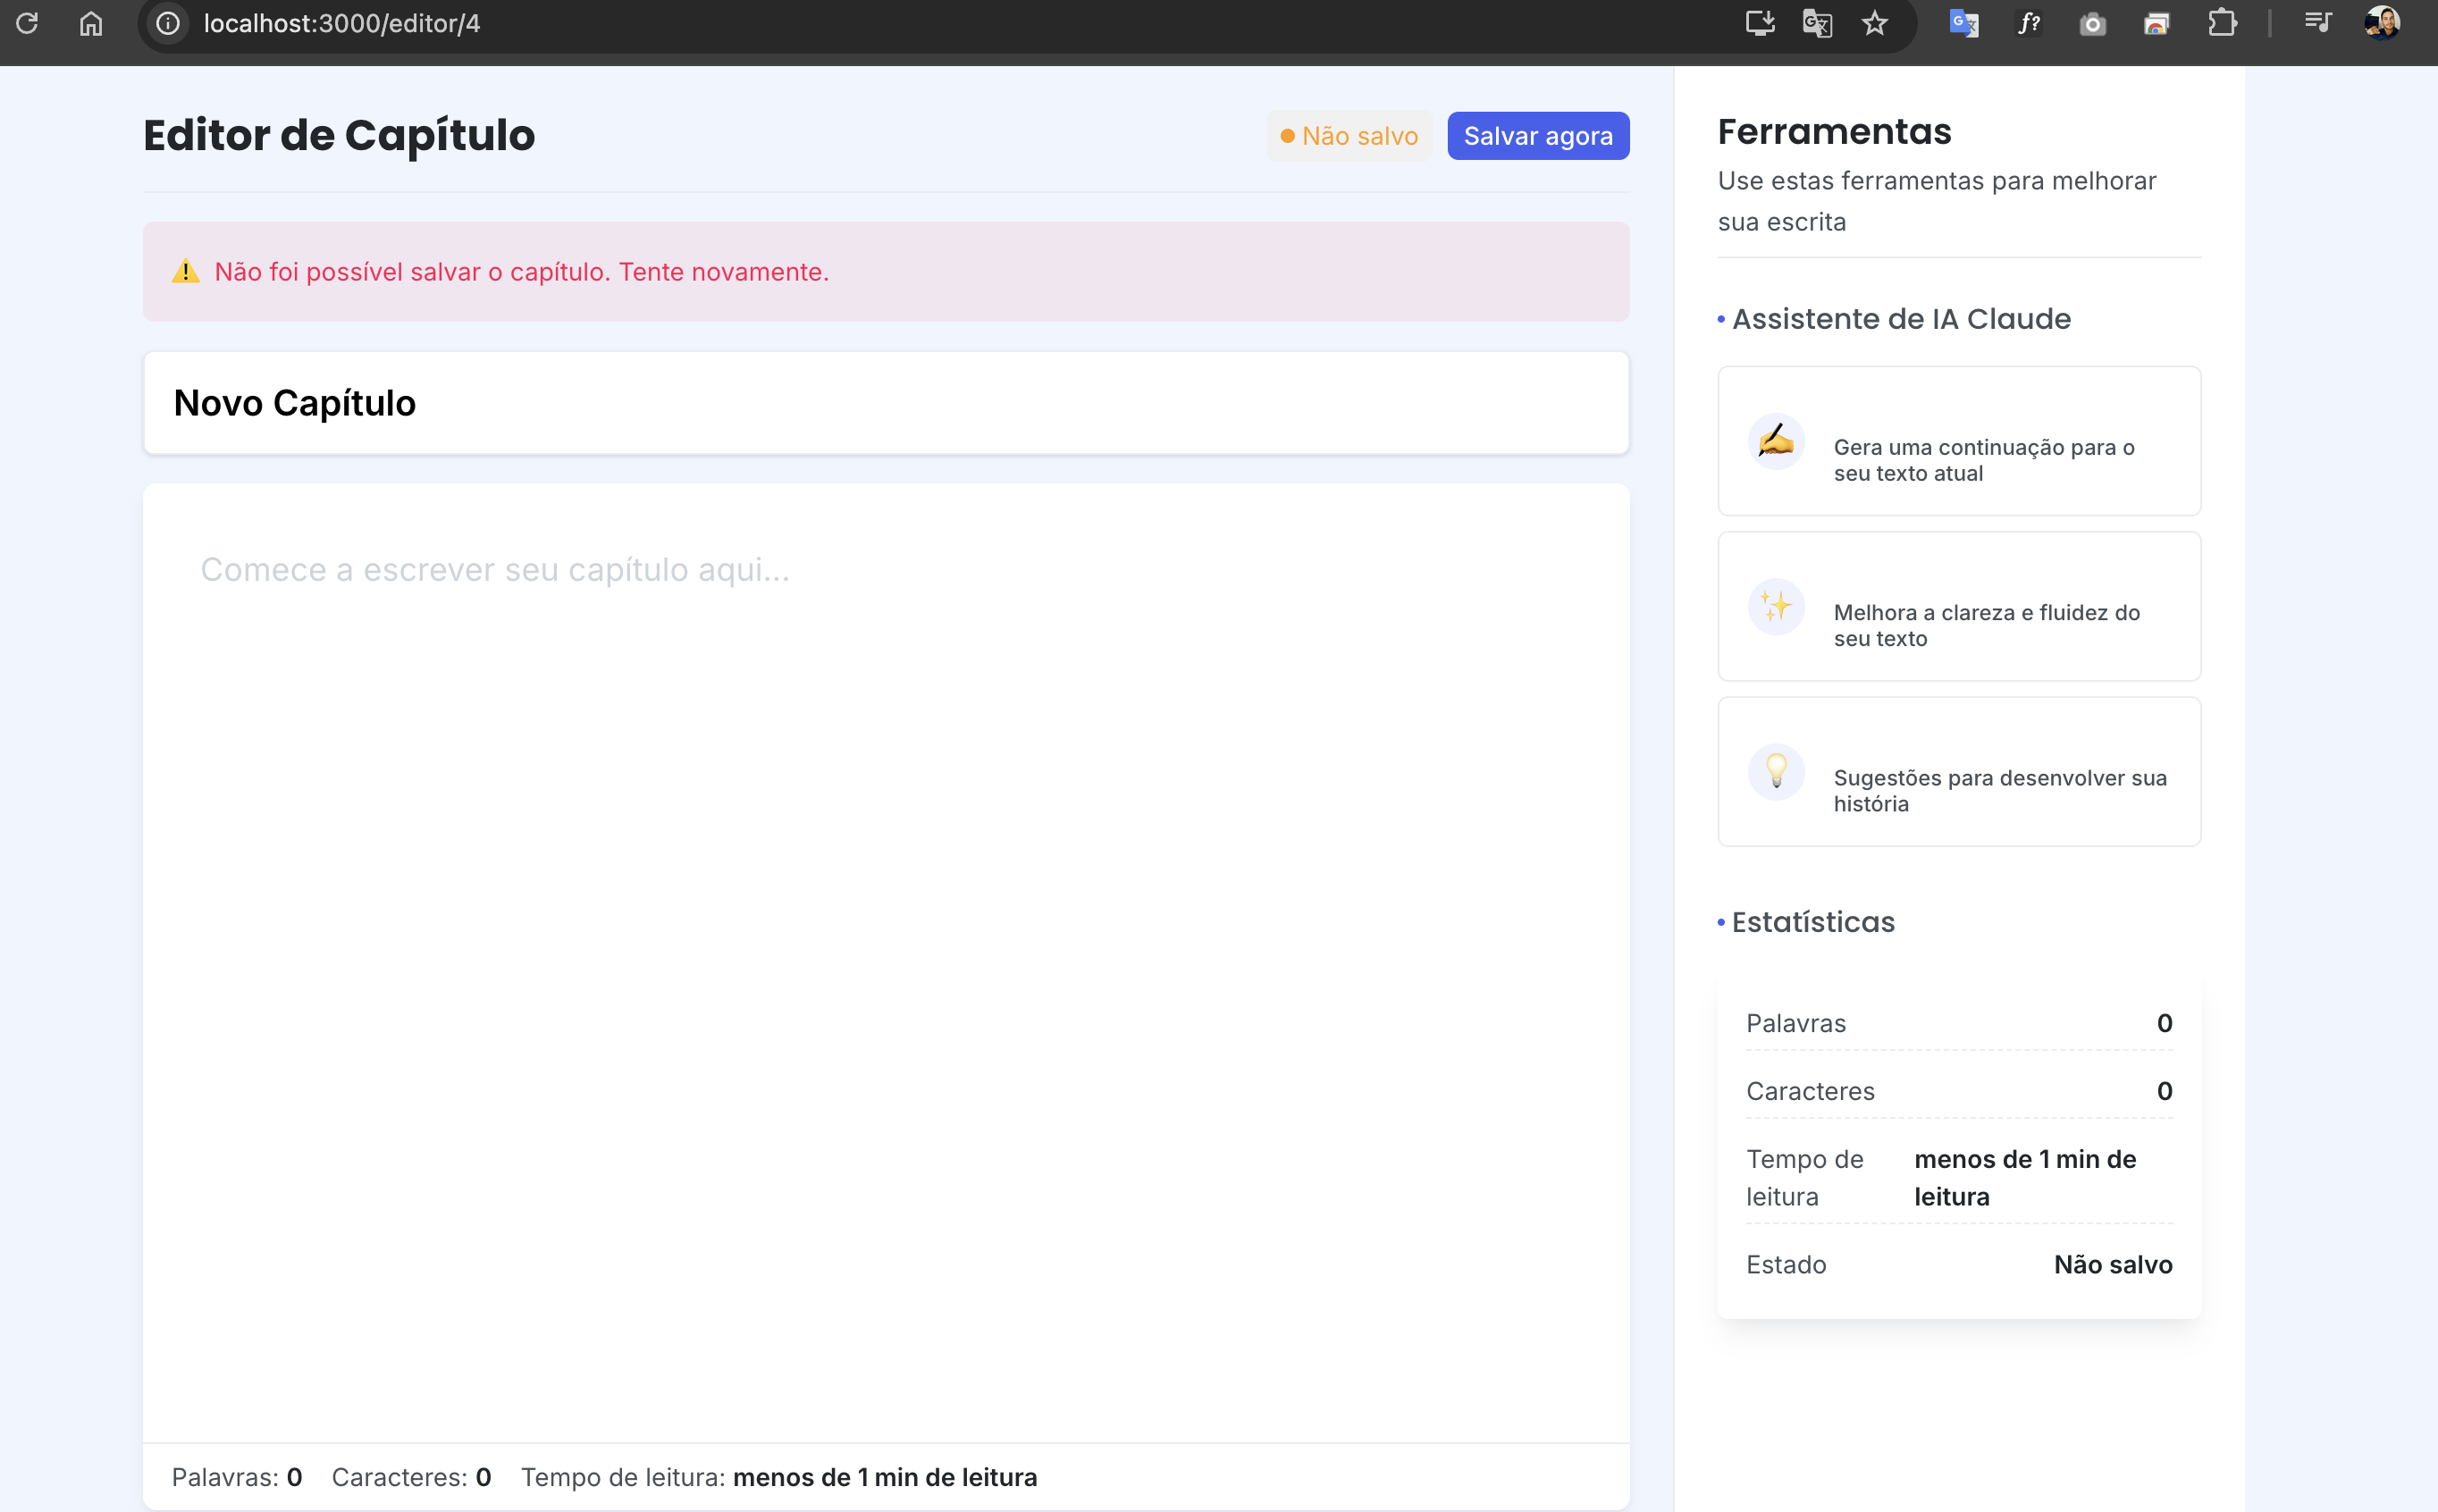 localhost:3000/editor/4
Editor de Capítulo
Não salvo
Salvar agora
Não foi possível salvar o capítulo. Tente novamente.
Novo Capítulo
Comece a escrever seu capítulo aqui...
Palavras: 0 Caracteres: 0 Tempo de leitura: menos de 1 min de leitura
Ferramentas
Use estas ferramentas para melhorar
sua escrita
Assistente de IA Claude
Gera uma continuação para o
seu texto atual
Melhora a clareza e fluidez do
seu texto
Sugestões para desenvolver sua
história
Estatísticas
Palavras 0
Caracteres 0
Tempo de menos de 1 min de
leitura leitura
Estado Não salvo